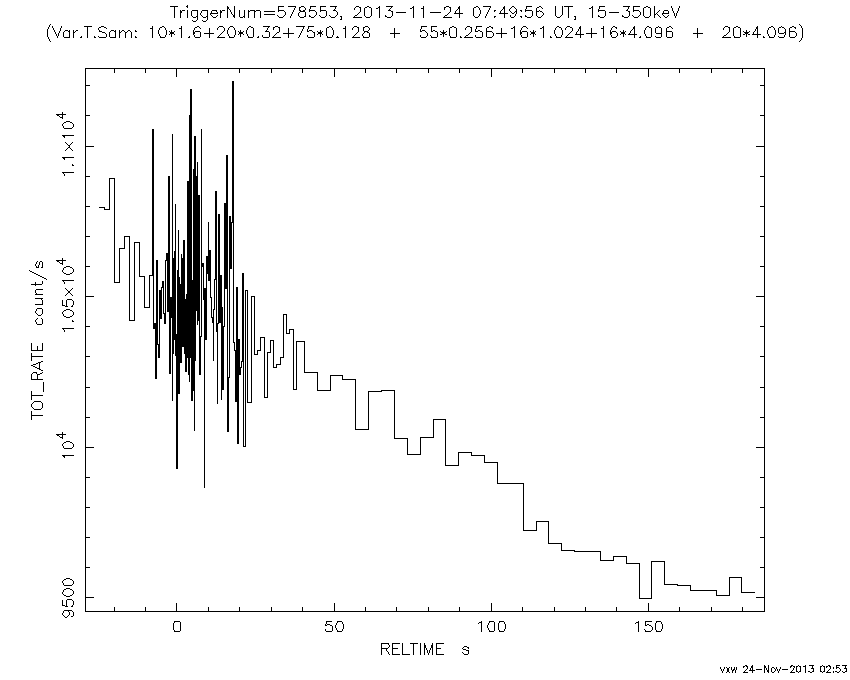 TriggerNum=578553, 2013-11-24 07:49:56 UT, 15-350keV
(Var.T.Sam: 10*1.6+20*0.32+75*0.128 + 55*0.256+16*1.024+16*4.096 + 20*4.096)
TOT_RATE count/s
1.1×10⁴
1.05×10⁴
10⁴
9500
0 50 100 150
RELTIME s
vxw 24-Nov-2013 02:53